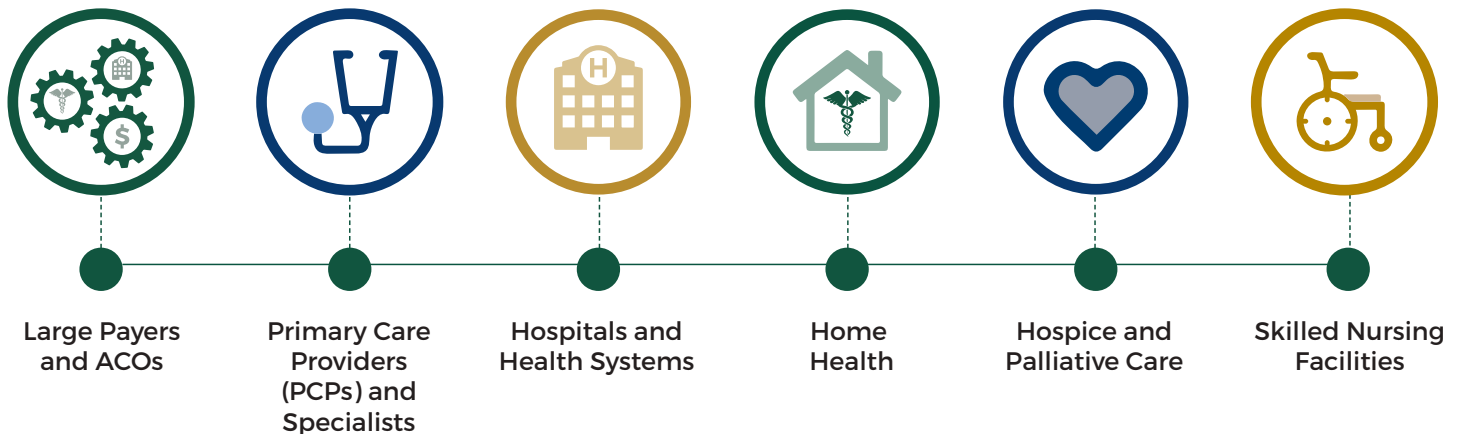 $
H
H
Large Payers
and ACOs
Primary Care
Providers
(PCPs) and
Specialists
Hospitals and
Health Systems
Home
Health
Hospice and
Palliative Care
Skilled Nursing
Facilities